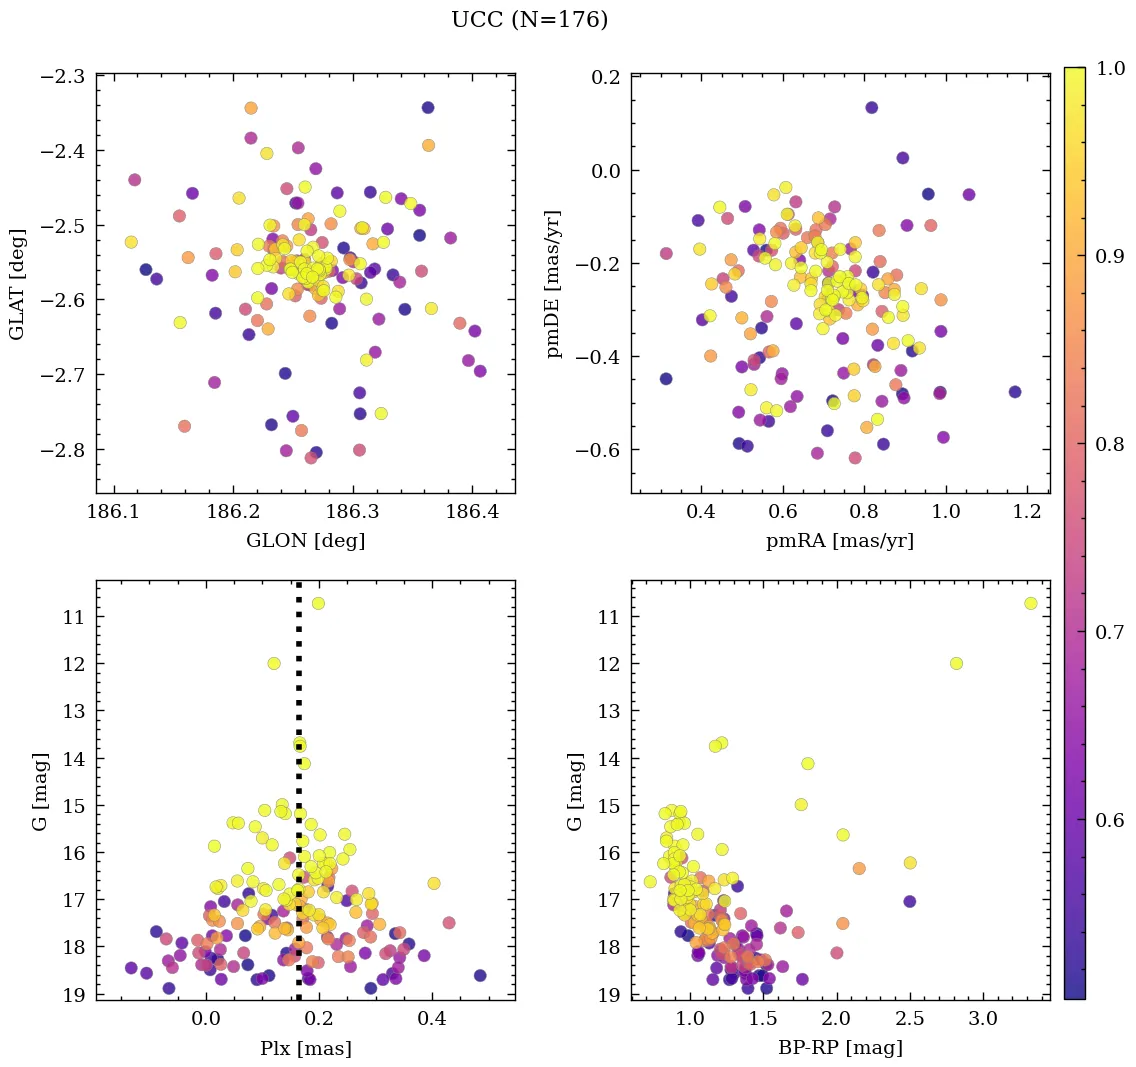 UCC (N=176)
−2.3
−2.4
−2.5
−2.6
−2.7
−2.8
GLAT [deg]
186.1 186.2 186.3 186.4
GLON [deg]
0.2
0.0
−0.2
−0.4
−0.6
pmDE [mas/yr]
0.4 0.6 0.8 1.0 1.2
pmRA [mas/yr]
11
12
13
14
15
16
17
18
19
G [mag]
0.0 0.2 0.4
Plx [mas]
11
12
13
14
15
16
17
18
19
G [mag]
1.0 1.5 2.0 2.5 3.0
BP-RP [mag]
1.0
0.9
0.8
0.7
0.6